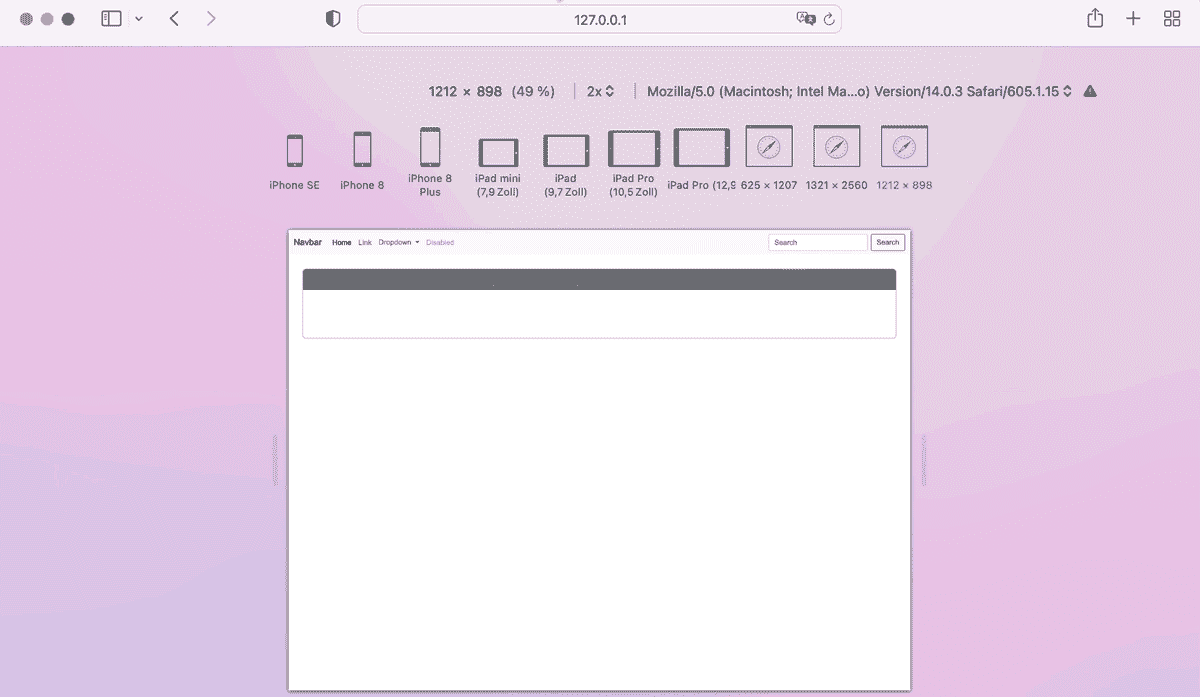 127.0.0.1
1212 × 898 (49 %) 2x Mozilla/5.0 (Macintosh; Intel Ma...o) Version/14.0.3 Safari/605.1.15
iPhone SE
iPhone 8
iPhone 8
Plus
iPad mini
(7,9 Zoll)
iPad
(9,7 Zoll)
iPad Pro
(10,5 Zoll)
iPad Pro (12,9
625 × 1207
1321 × 2560
1212 × 898
Navbar Home Link Dropdown Disabled Search Search